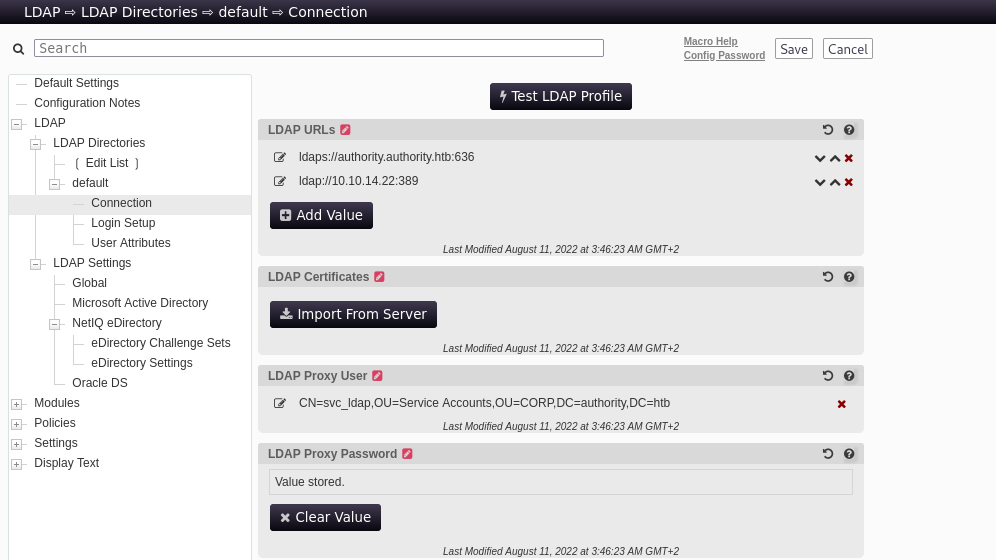 LDAP ⇨ LDAP Directories ⇨ default ⇨ Connection
Search
Macro Help
Config Password
Save
Cancel
Default Settings
Configuration Notes
LDAP
LDAP Directories
❲ Edit List ❳
default
Connection
Login Setup
User Attributes
LDAP Settings
Global
Microsoft Active Directory
NetIQ eDirectory
eDirectory Challenge Sets
eDirectory Settings
Oracle DS
Modules
Policies
Settings
Display Text
Test LDAP Profile
LDAP URLs
ldaps://authority.authority.htb:636
ldap://10.10.14.22:389
Add Value
Last Modified August 11, 2022 at 3:46:23 AM GMT+2
LDAP Certificates
Import From Server
Last Modified August 11, 2022 at 3:46:23 AM GMT+2
LDAP Proxy User
CN=svc_ldap,OU=Service Accounts,OU=CORP,DC=authority,DC=htb
Last Modified August 11, 2022 at 3:46:23 AM GMT+2
LDAP Proxy Password
Value stored.
Clear Value
Last Modified August 11, 2022 at 3:46:23 AM GMT+2